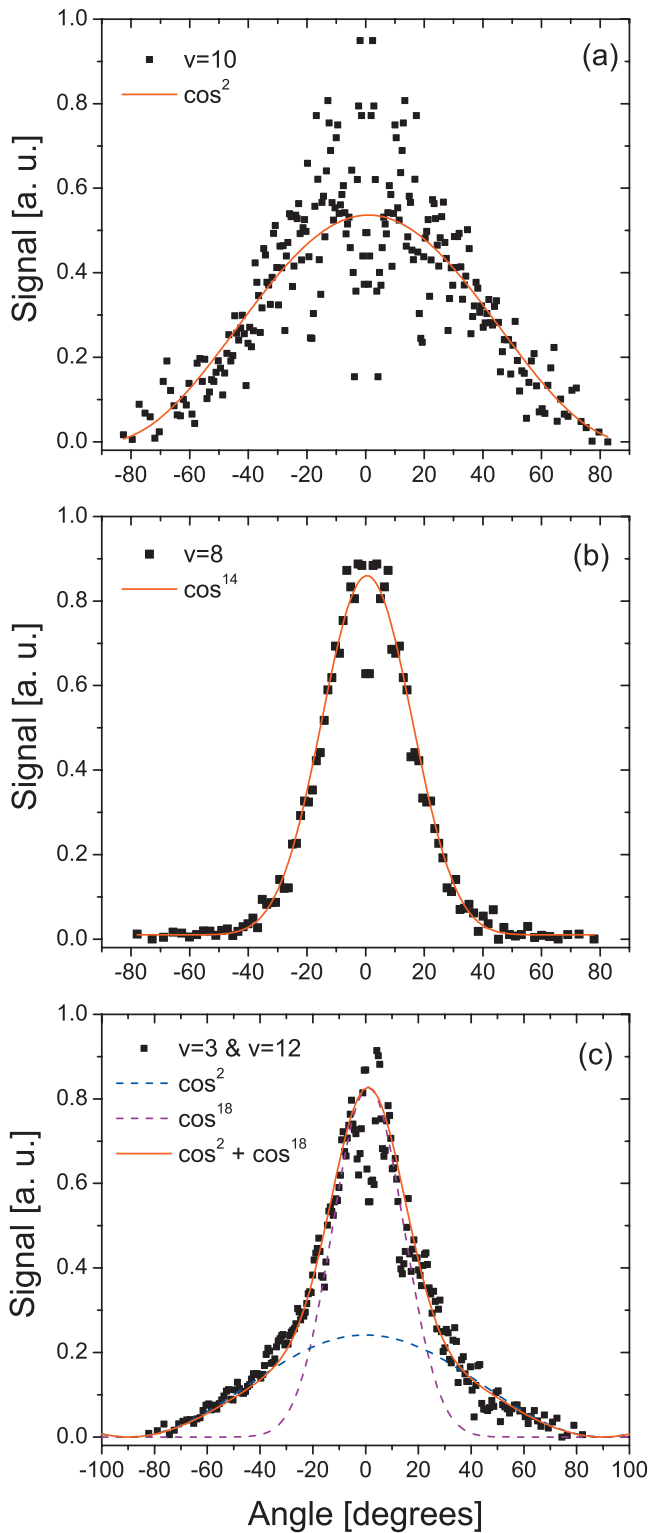 (a)
v=10
cos²
Signal [a. u.]
1.0
0.8
0.6
0.4
0.2
0.0
-80 -60 -40 -20 0 20 40 60 80
(b)
v=8
cos¹⁴
Signal [a. u.]
1.0
0.8
0.6
0.4
0.2
0.0
-80 -60 -40 -20 0 20 40 60 80
(c)
v=3 & v=12
cos²
cos¹⁸
cos² + cos¹⁸
Signal [a. u.]
1.0
0.8
0.6
0.4
0.2
0.0
-100 -80 -60 -40 -20 0 20 40 60 80 100
Angle [degrees]